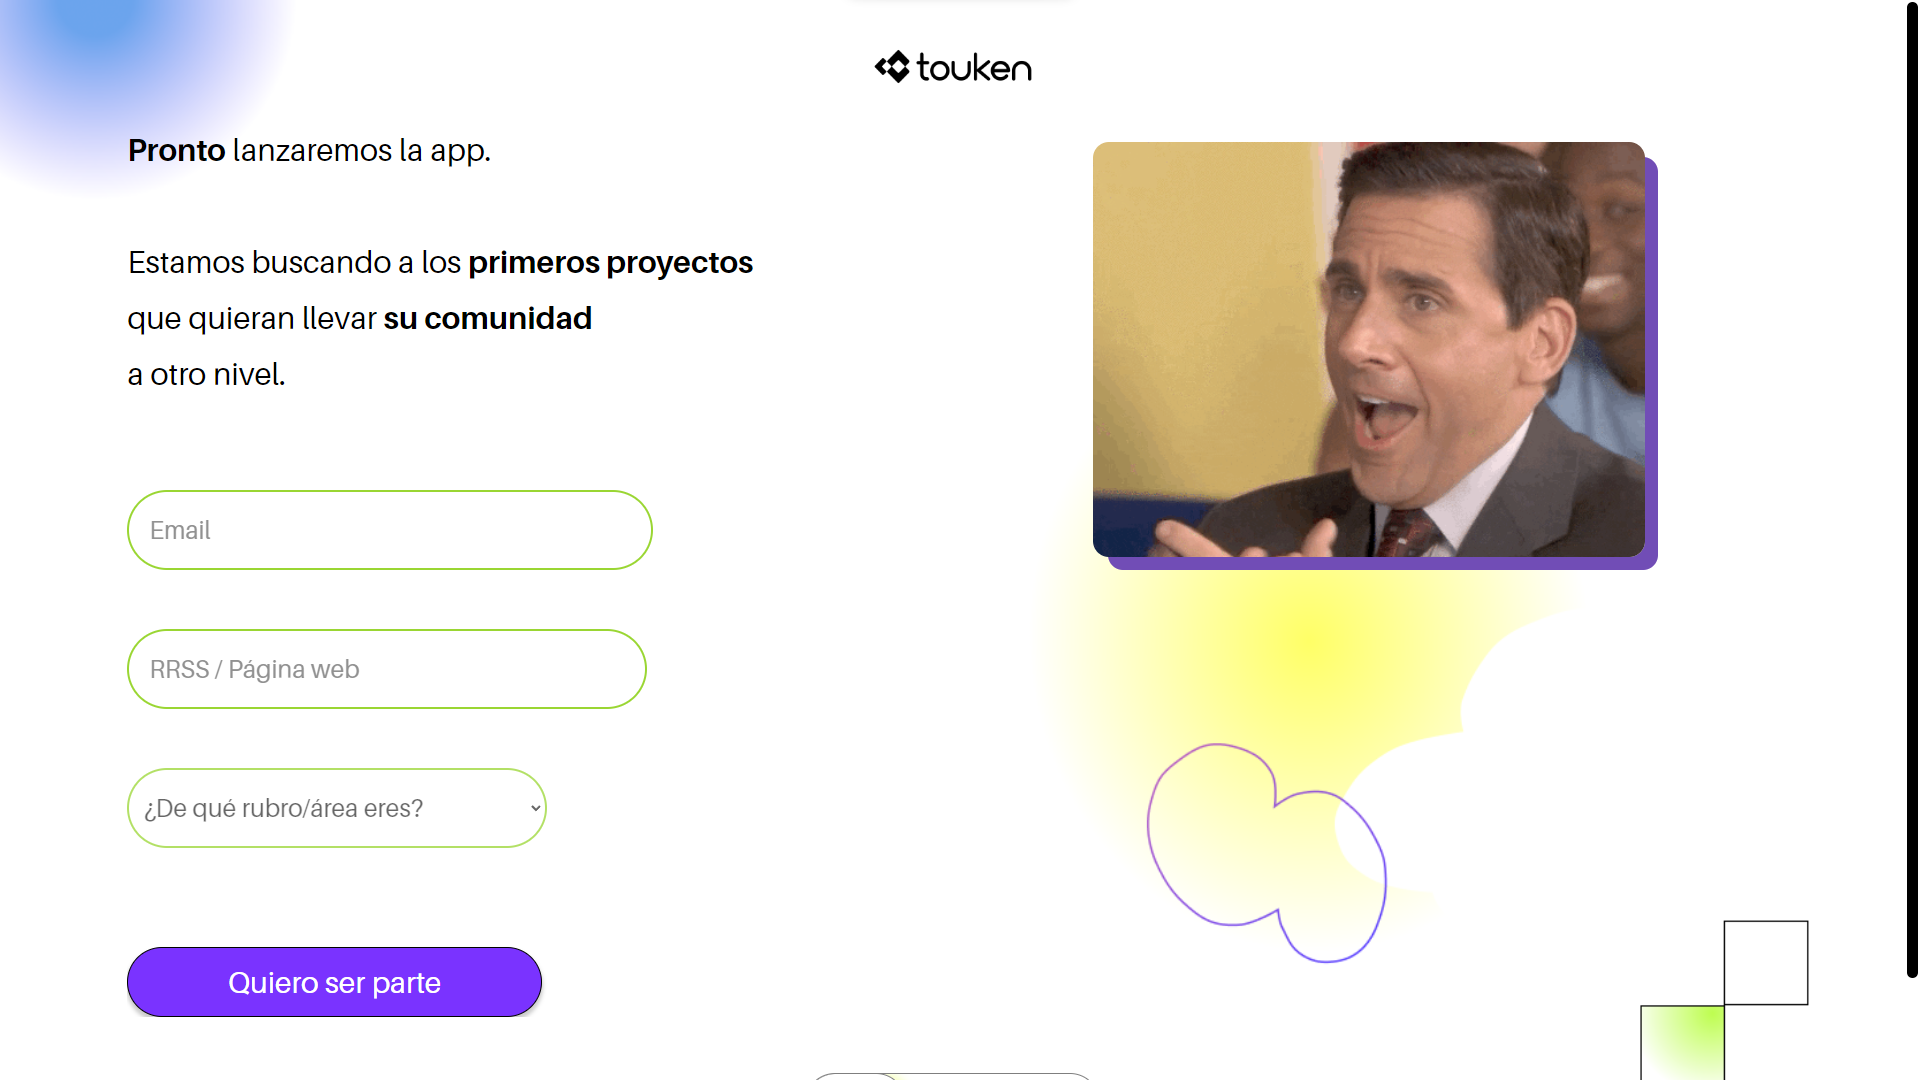 touken
Pronto lanzaremos la app.
Estamos buscando a los primeros proyectos
que quieran llevar su comunidad
a otro nivel.
Email
RRSS / Página web
¿De qué rubro/área eres?
Quiero ser parte